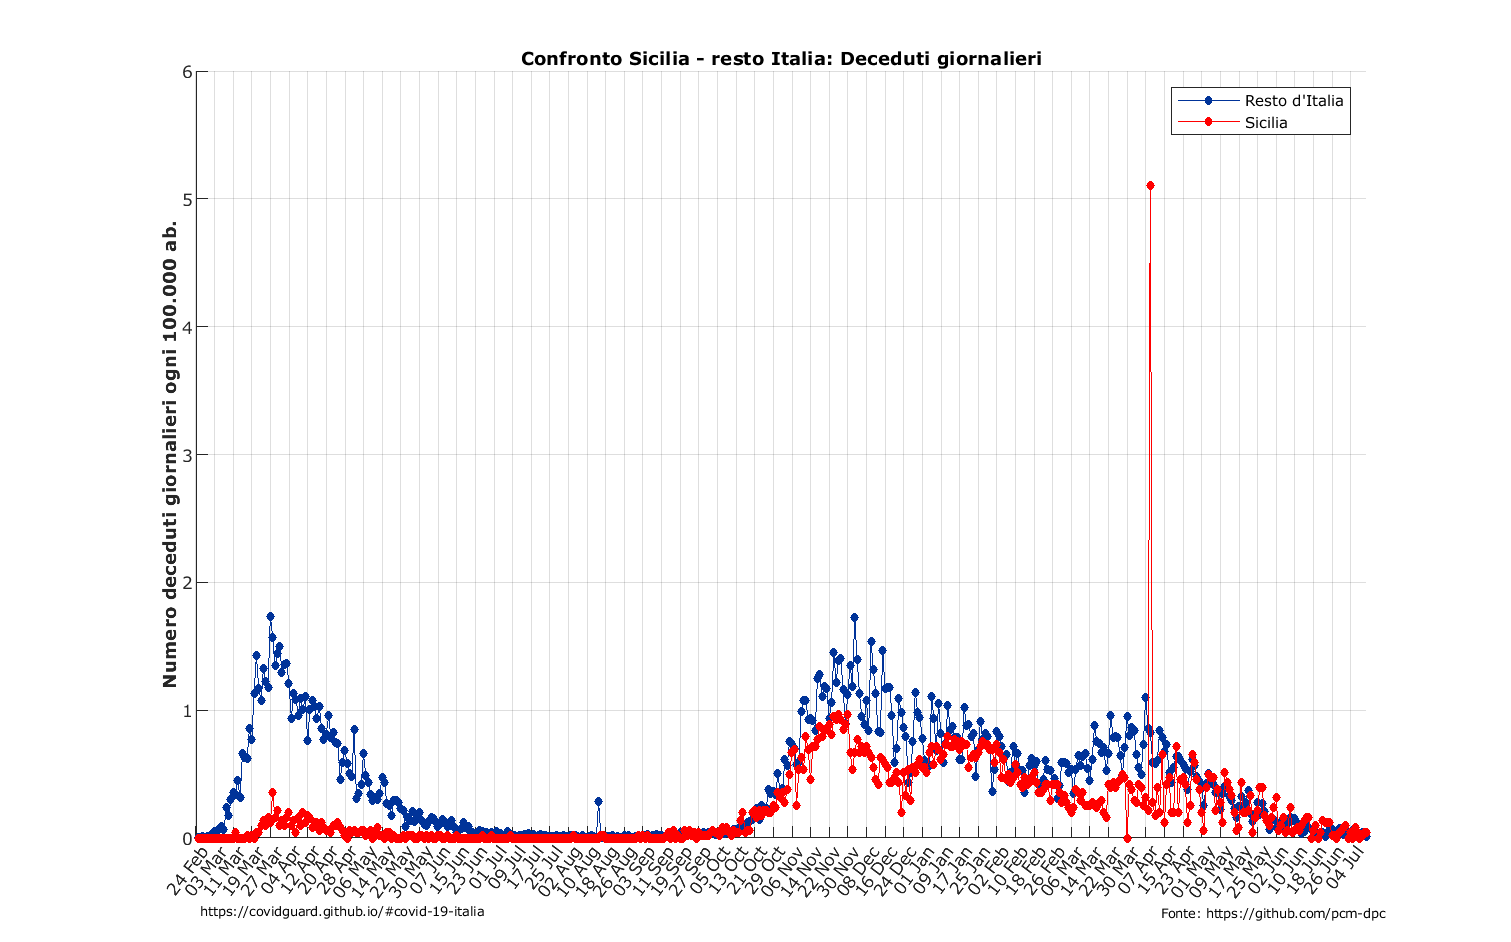 Confronto Sicilia - resto Italia: Deceduti giornalieri
Resto d'Italia
Sicilia
Numero deceduti giornalieri ogni 100.000 ab.
6
5
4
3
2
1
0
24 Feb
03 Mar
11 Mar
19 Mar
27 Mar
04 Apr
12 Apr
20 Apr
28 Apr
06 May
14 May
22 May
30 May
07 Jun
15 Jun
23 Jun
01 Jul
09 Jul
17 Jul
25 Jul
02 Aug
10 Aug
18 Aug
26 Aug
03 Sep
11 Sep
19 Sep
27 Sep
05 Oct
13 Oct
21 Oct
29 Oct
06 Nov
14 Nov
22 Nov
30 Nov
08 Dec
16 Dec
24 Dec
01 Jan
09 Jan
17 Jan
25 Jan
02 Feb
10 Feb
18 Feb
26 Feb
06 Mar
14 Mar
22 Mar
30 Mar
07 Apr
15 Apr
23 Apr
01 May
09 May
17 May
25 May
02 Jun
10 Jun
18 Jun
26 Jun
04 Jul
https://covidguard.github.io/#covid-19-italia
Fonte: https://github.com/pcm-dpc